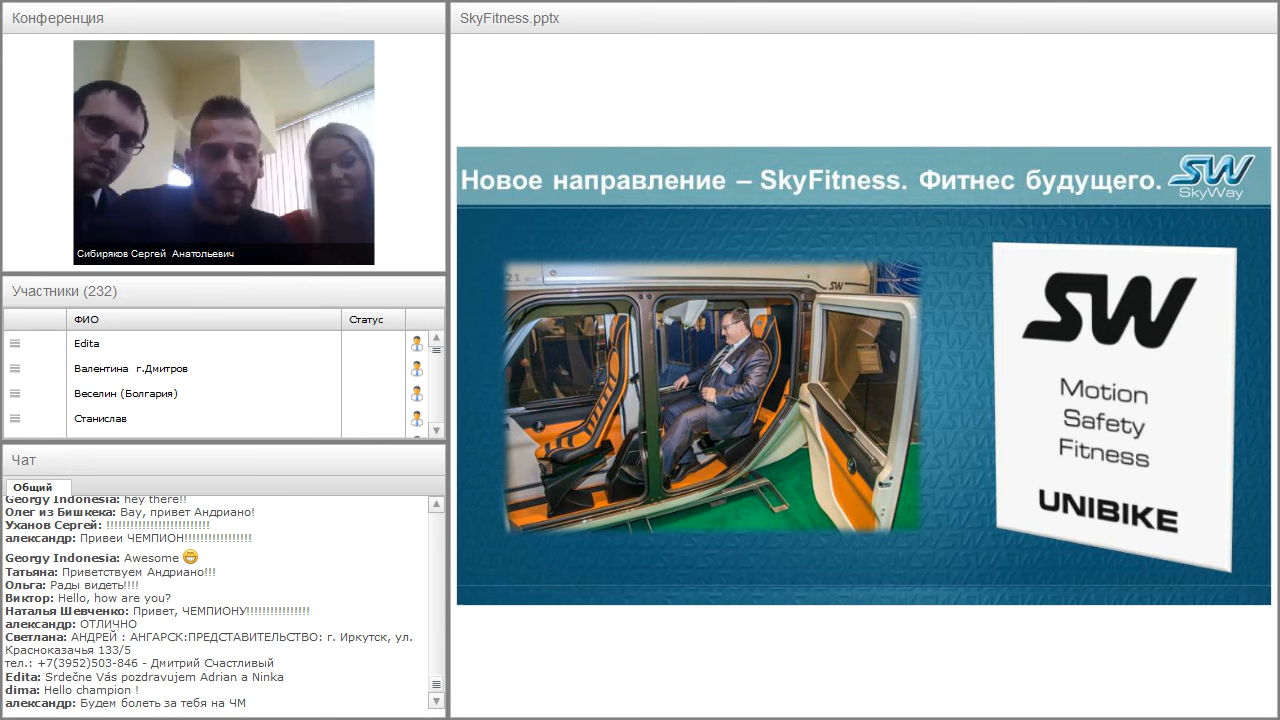 Конференция
Сибиряков Сергей Анатольевич
Участники (232)
ФИО
Статус
Edita
Валентина г.Дмитров
Веселин (Болгария)
Станислав
Чат
Общий
Georgy Indonesia: hey there!!
Олег из Бишкека: Вау, привет Андриано!
Уханов Сергей: !!!!!!!!!!!!!!!!!!!!!!!!!!
александр: Привеи ЧЕМПИОН!!!!!!!!!!!!!!!!!
Georgy Indonesia: Awesome
Татьяна: Приветствуем Андриано!!!
Ольга: Рады видеть!!!!
Виктор: Hello, how are you?
Наталья Шевченко: Привет, ЧЕМПИОНУ!!!!!!!!!!!!!!!!
александр: ОТЛИЧНО
Светлана: АНДРЕЙ : АНГАРСК:ПРЕДСТАВИТЕЛЬСТВО: г. Иркутск, ул.
Красноказачья 133/5
тел.: +7(3952)503-846 - Дмитрий Счастливый
Edita: Srdečne Vás pozdravujem Adrian a Ninka
dima: Hello champion !
александр: Будем болеть за тебя на ЧМ
SkyFitness.pptx
Новое направление – SkyFitness. Фитнес будущего.
SW
SkyWay
21
SW
SW
Motion
Safety
Fitness
UNIBIKE